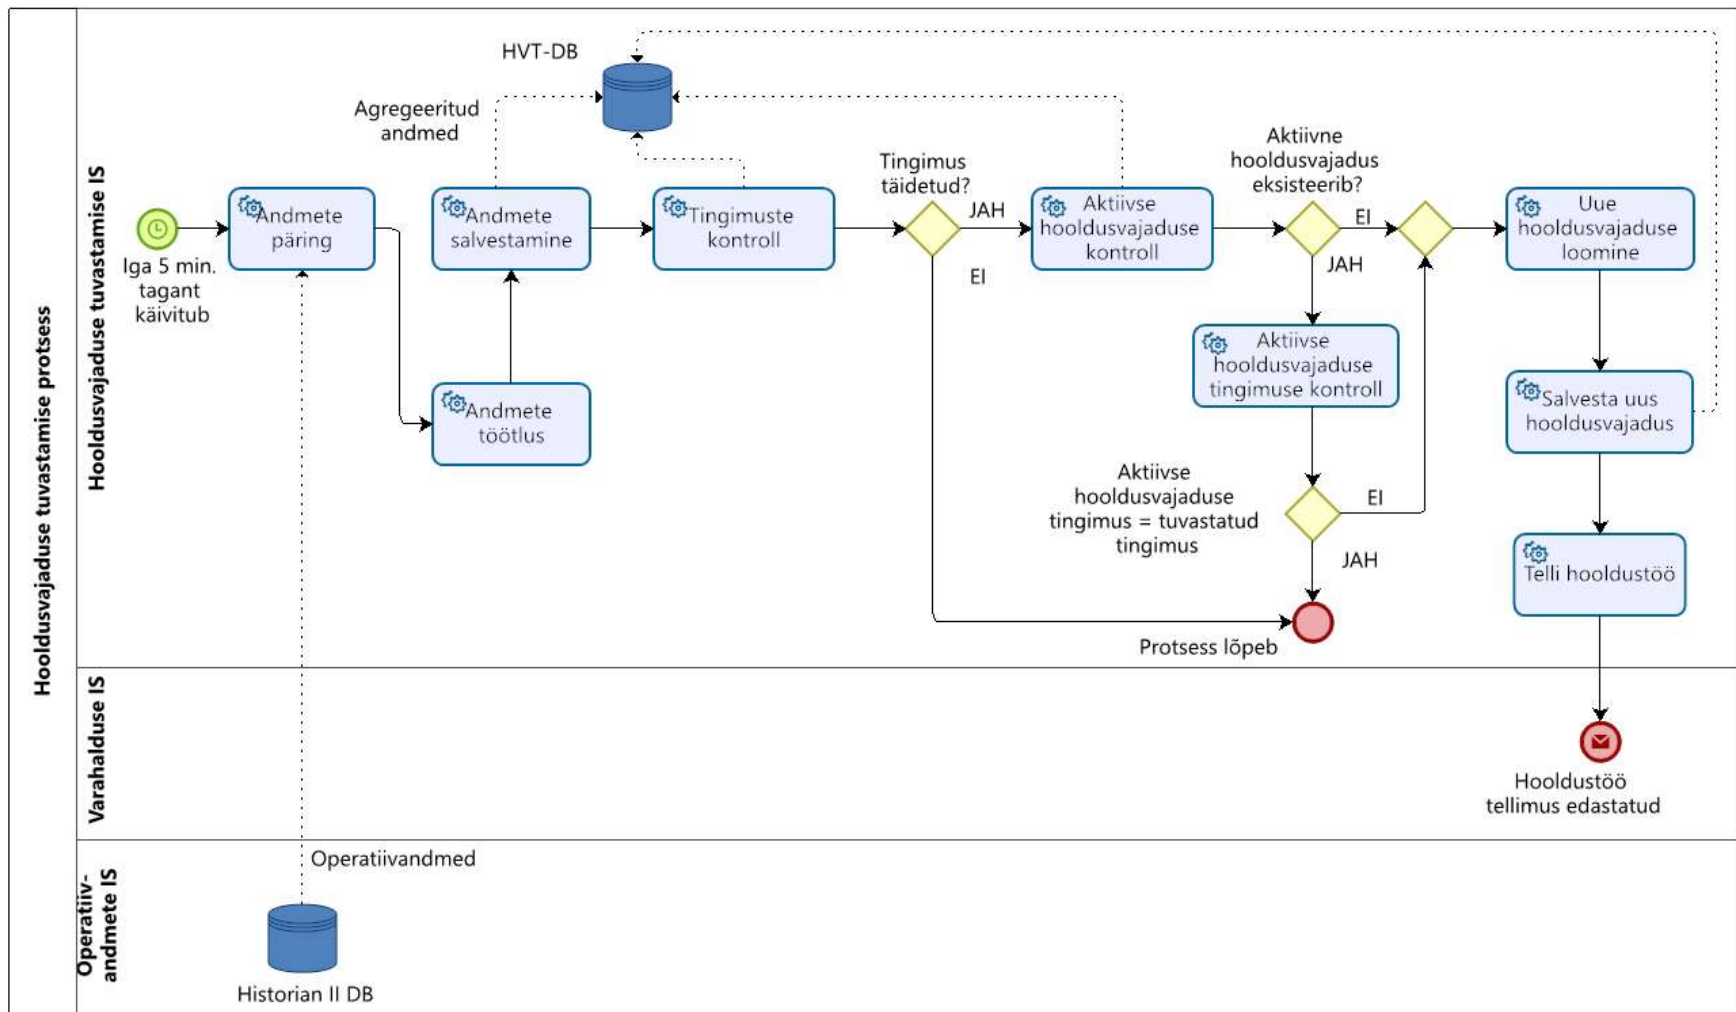 Hooldusvajaduse tuvastamise protsess
Hooldusvajaduse tuvastamise IS
HVT-DB
Agregeeritud
andmed
Iga 5 min.
tagant
käivitub
Andmete
päring
Andmete
töötlus
Andmete
salvestamine
Tingimuste
kontroll
Tingimus
täidetud?
JAH
EI
Aktiivse
hooldusvajaduse
kontroll
Aktiivne
hooldusvajadus
eksisteerib?
EI
JAH
Aktiivse
hooldusvajaduse
tingimuse kontroll
Aktiivse
hooldusvajaduse
tingimus = tuvastatud
tingimus
EI
JAH
Protsess lõpeb
Uue
hooldusvajaduse
loomine
Salvesta uus
hooldusvajadus
Telli hooldustöö
Varahalduse IS
Hooldustöö
tellimus edastatud
Operatiiv-
andmete IS
Operatiivandmed
Historian II DB